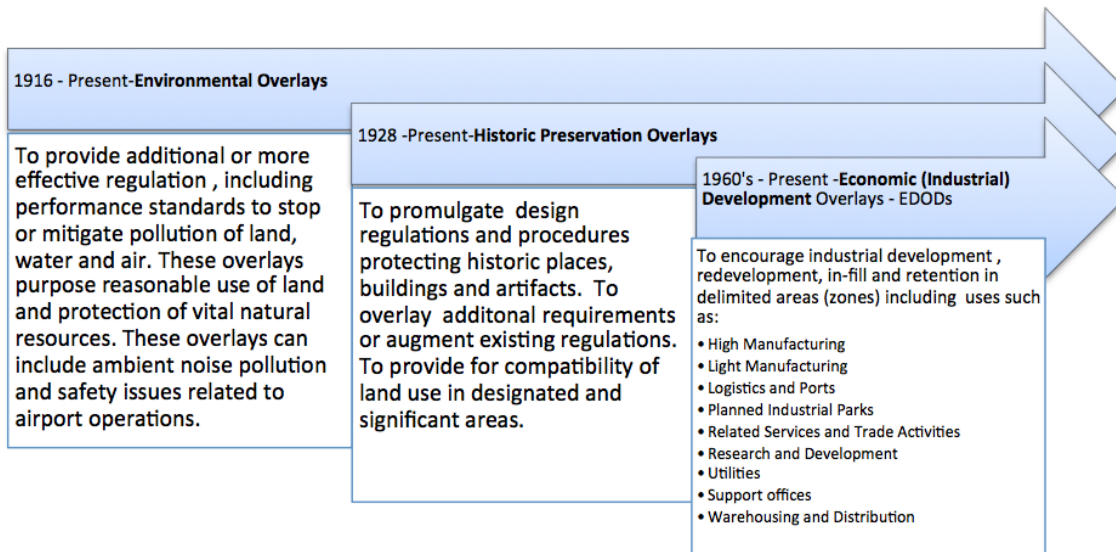 1916 - Present-Environmental Overlays
To provide additional or more
effective regulation , including
performance standards to stop
or mitigate pollution of land,
water and air. These overlays
purpose reasonable use of land
and protection of vital natural
resources. These overlays can
include ambient noise pollution
and safety issues related to
airport operations.
1928 -Present-Historic Preservation Overlays
To promulgate design
regulations and procedures
protecting historic places,
buildings and artifacts. To
overlay additonal requirements
or augment existing regulations.
To provide for compatibility of
land use in designated and
significant areas.
1960's - Present -Economic (Industrial)
Development Overlays - EDODs
To encourage industrial development ,
redevelopment, in-fill and retention in
delimited areas (zones) including uses such
as:
• High Manufacturing
• Light Manufacturing
• Logistics and Ports
• Planned Industrial Parks
• Related Services and Trade Activities
• Research and Development
• Utilities
• Support offices
• Warehousing and Distribution